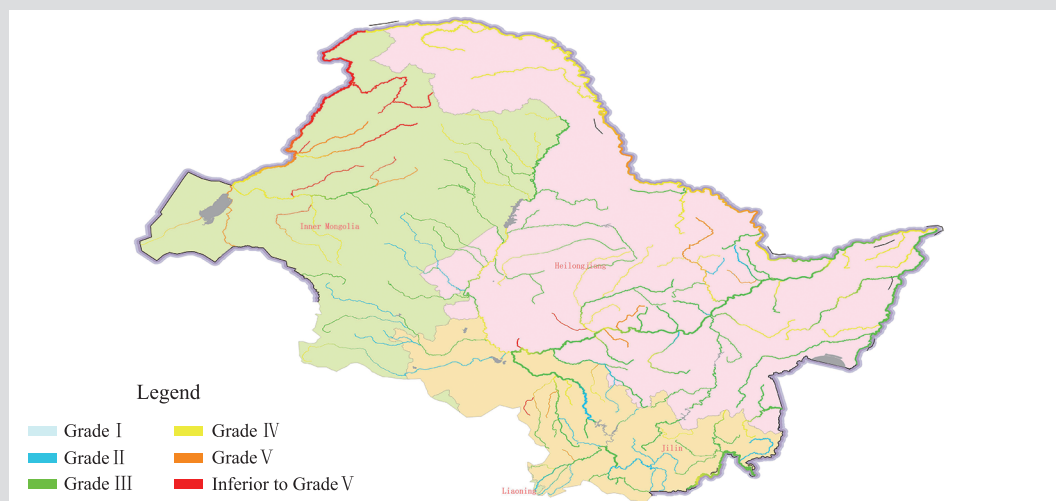 Inner Mongolia
Heilongjiang
Jilin
Liaoning
Legend
Grade Ⅰ
Grade Ⅱ
Grade Ⅲ
Grade Ⅳ
Grade Ⅴ
Inferior to Grade Ⅴ